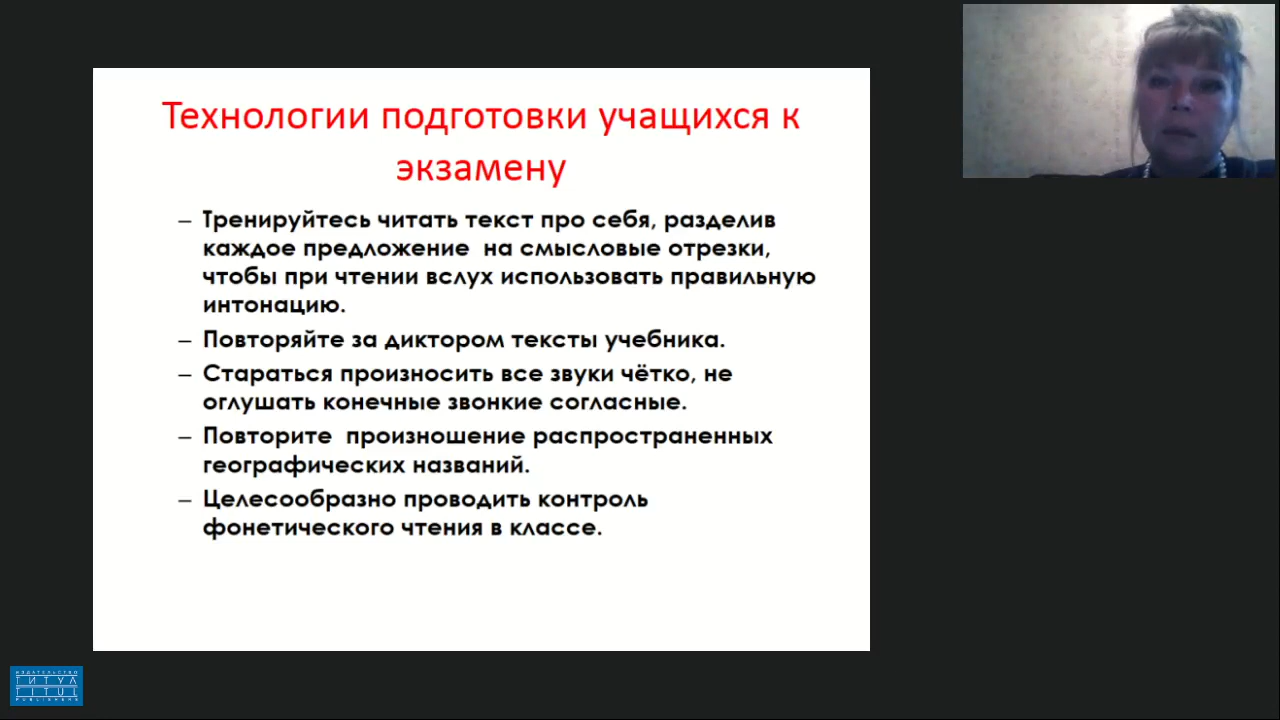 Технологии подготовки учащихся к
экзамену
– Тренируйтесь читать текст про себя, разделив
каждое предложение на смысловые отрезки,
чтобы при чтении вслух использовать правильную
интонацию.
– Повторяйте за диктором тексты учебника.
– Стараться произносить все звуки чётко, не
оглушать конечные звонкие согласные.
– Повторите произношение распространенных
географических названий.
– Целесообразно проводить контроль
фонетического чтения в классе.
ИЗДАТЕЛЬСТВО
ТИТУЛ
TITUL
PUBLISHERS